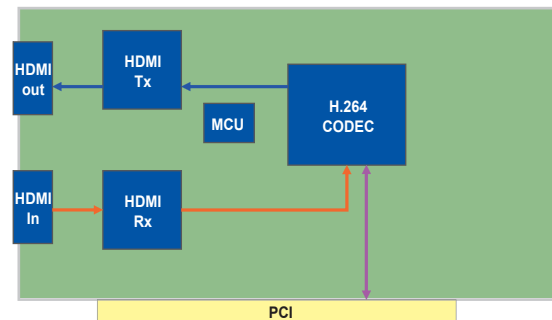 HDMI
out
HDMI
Tx
H.264
CODEC
MCU
HDMI
In
HDMI
Rx
PCI